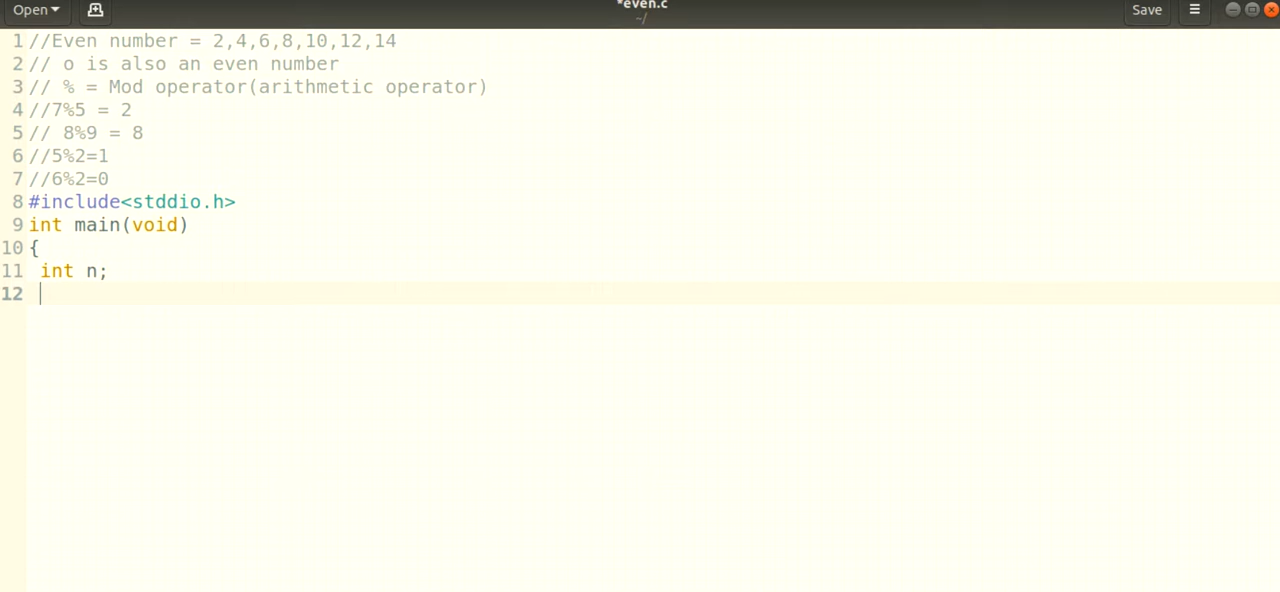 Open
*even.c
~/
Save
1 //Even number = 2,4,6,8,10,12,14
2 // o is also an even number
3 // % = Mod operator(arithmetic operator)
4 //7%5 = 2
5 // 8%9 = 8
6 //5%2=1
7 //6%2=0
8 #include<stddio.h>
9 int main(void)
10 {
11 int n;
12